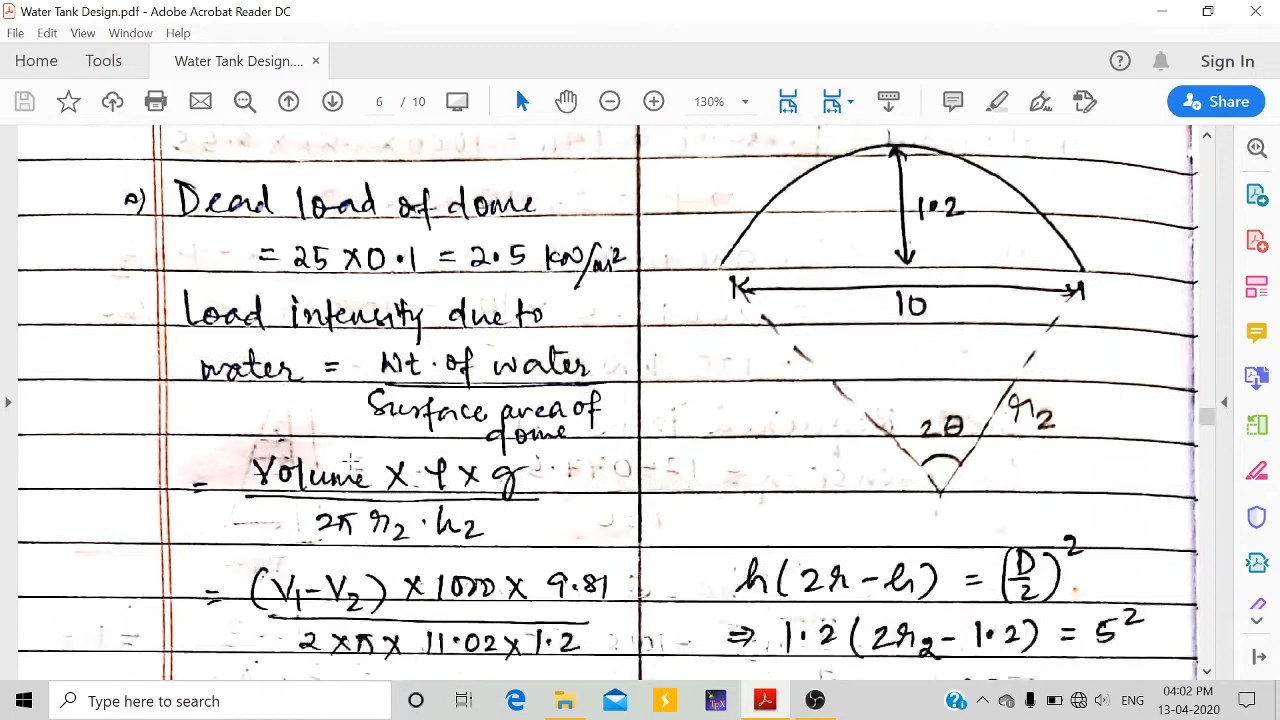 Water Tank Design.pdf - Adobe Acrobat Reader DC
File Edit View Window Help
Home Tools Water Tank Design.... ×
6 / 10 130% Share
? Sign In
a) Dead load of dome
= 25 × 0.1 = 2.5 kN/m²
Load intensity due to
water = Wt. of water
Surface area of
dome
= Volume × ρ × g
2π r₂ . h₂
= (V₁-V₂) × 1000 × 9.81
2 × π × 11.02 × 1.2
1.2
10
2θ
r₂
h(2r-h) = (D/2)²
⇒ 1.2(2r₂ - 1.2) = 5²
Type here to search
ENG
04:02 PM
13-04-2020